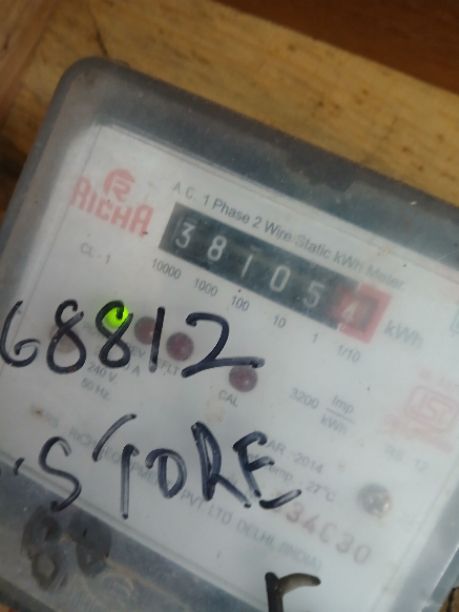 RICHA
A.C. 1 Phase 2 Wire Static kWh Meter
38105
kWh
CL-1
10000 1000 100 10 1 1/10
68812
240 V
50 Hz.
CAL
3200 Imp
kWh
STORE
2014
27°C
PVT LTD DELHI (INDIA)